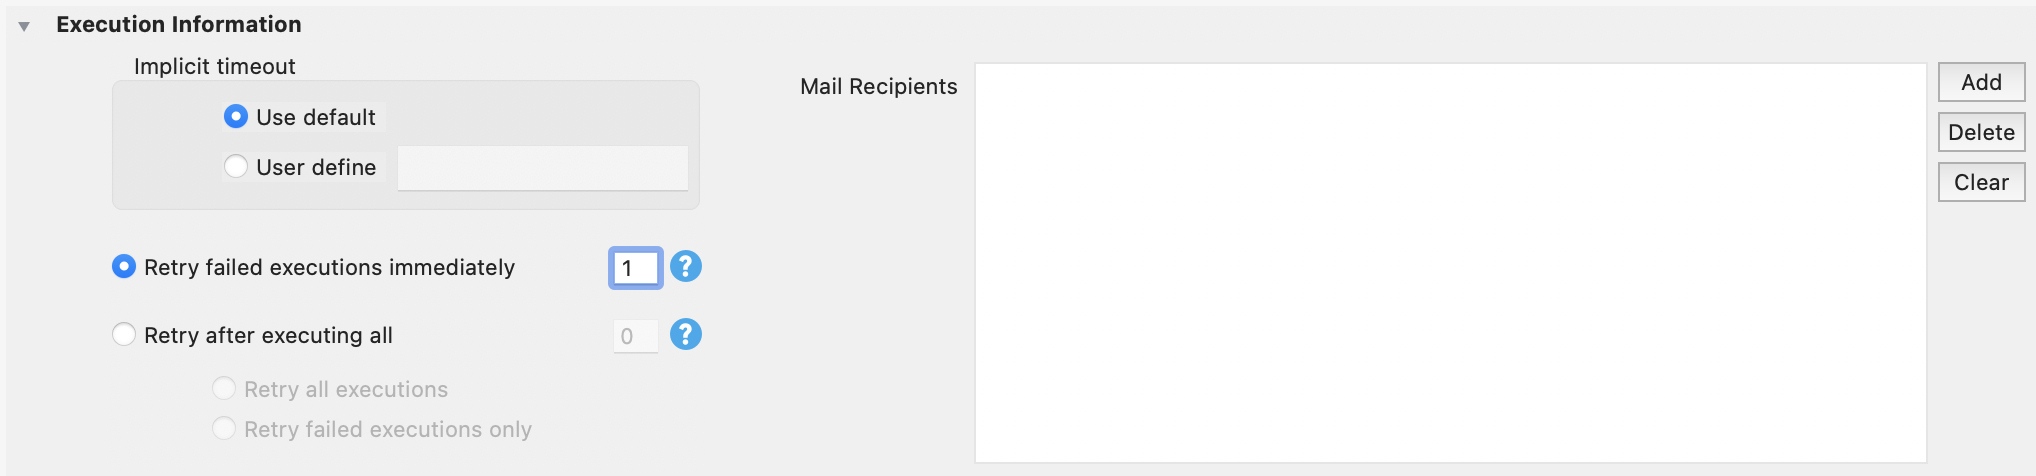 Execution Information
Implicit timeout
Use default
User define
Retry failed executions immediately 1 ?
Retry after executing all 0 ?
Retry all executions
Retry failed executions only
Mail Recipients
Add
Delete
Clear